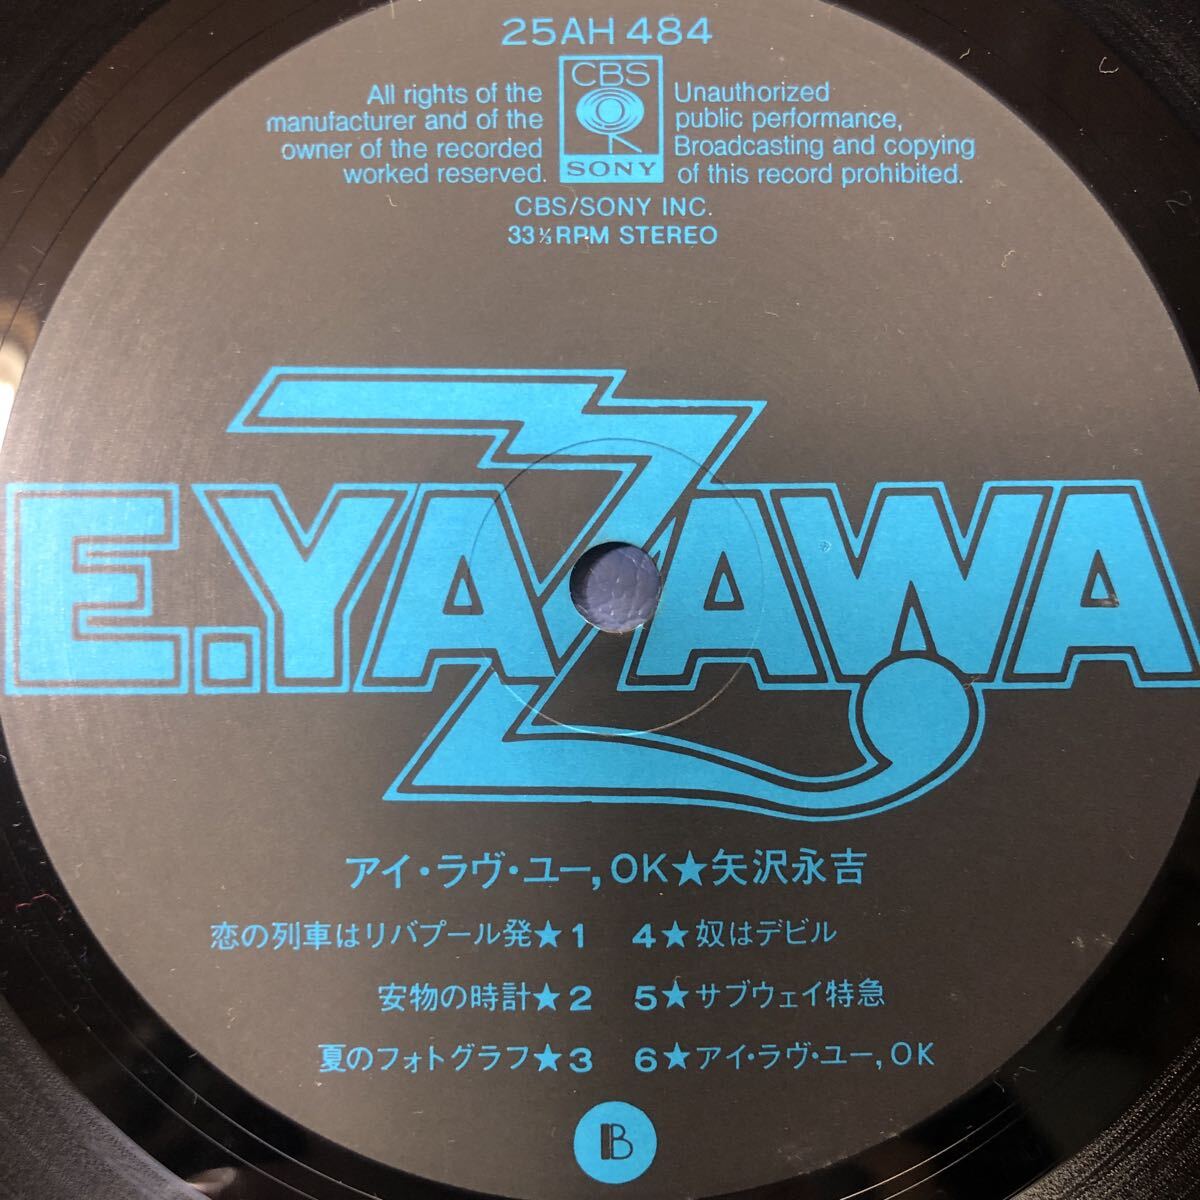 25AH 484
All rights of the
manufacturer and of the
owner of the recorded
worked reserved.
CBS
SONY
Unauthorized
public performance,
Broadcasting and copying
of this record prohibited.
CBS/SONY INC.
33⅓RPM STEREO
E.YAZAWA
アイ・ラヴ・ユー,OK★矢沢永吉
恋の列車はリバプール発★1
安物の時計★2
夏のフォトグラフ★3
4★奴はデビル
5★サブウェイ特急
6★アイ・ラヴ・ユー,OK
B